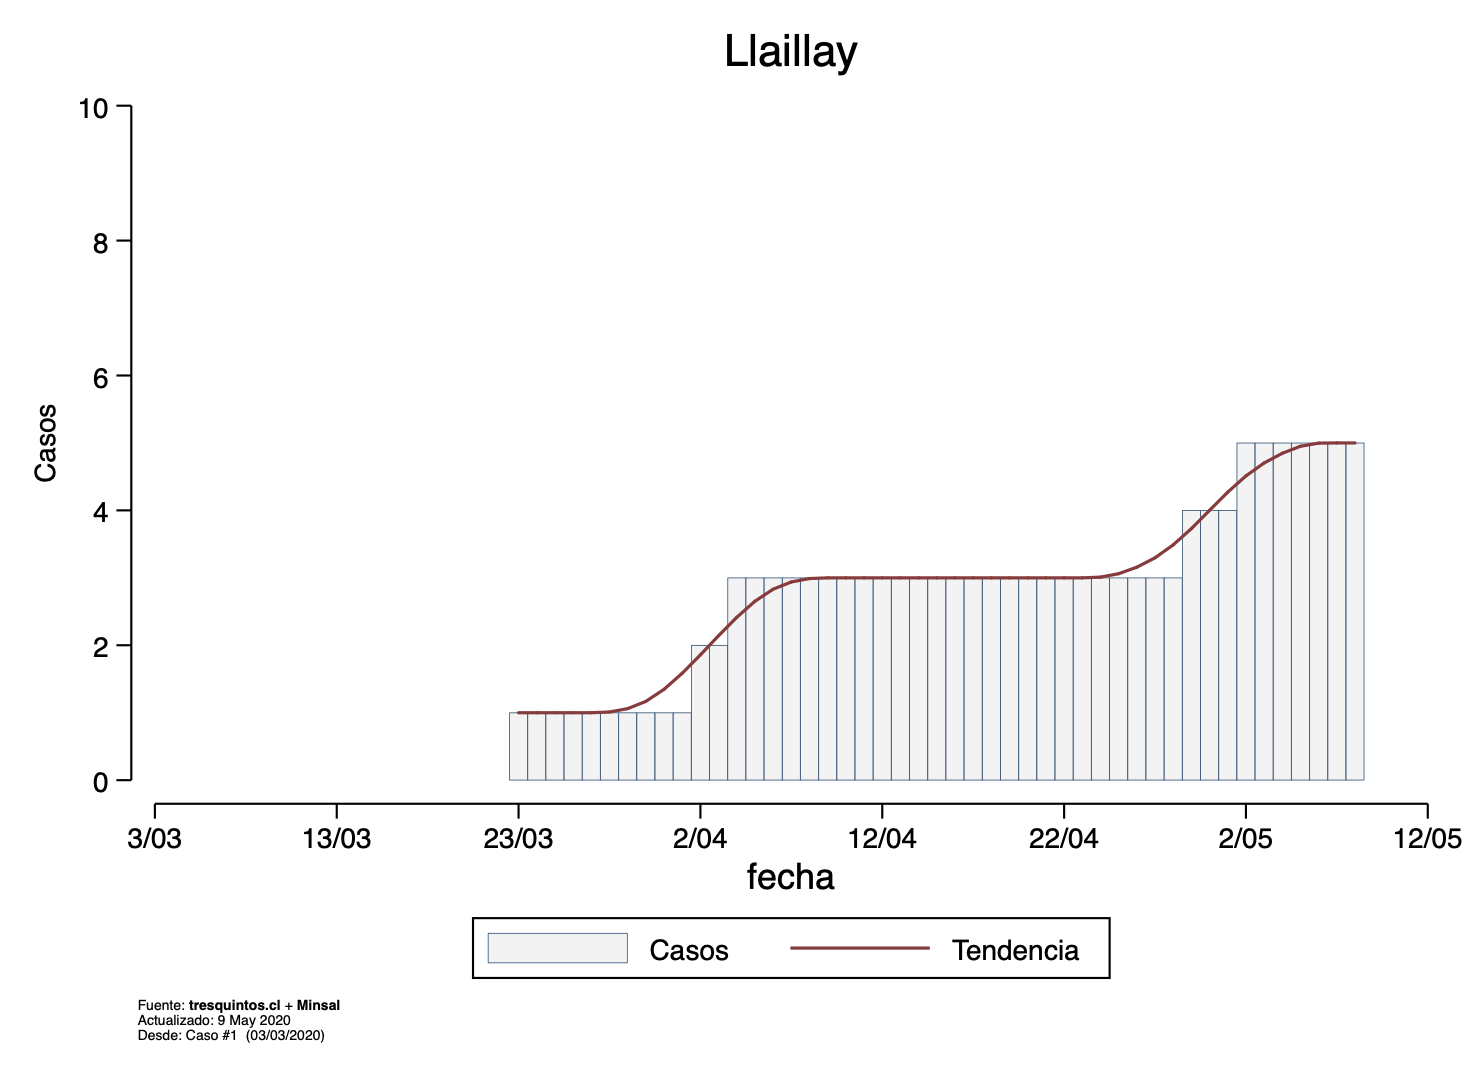 Llaillay
10
8
6
4
2
0
Casos
3/03 13/03 23/03 2/04 12/04 22/04 2/05 12/05
fecha
Casos Tendencia
Fuente: tresquintos.cl + Minsal
Actualizado: 9 May 2020
Desde: Caso #1 (03/03/2020)